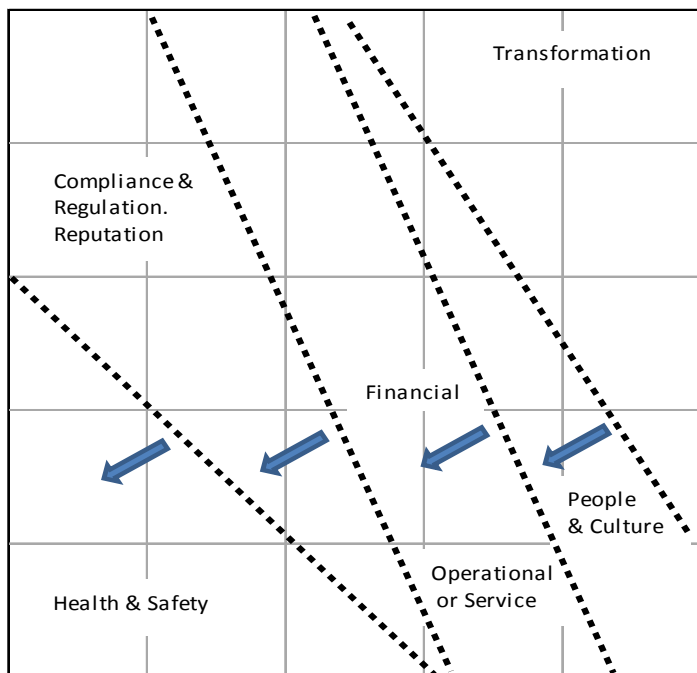 Transformation
Compliance &
Regulation.
Reputation
Financial
People
& Culture
Operational
or Service
Health & Safety